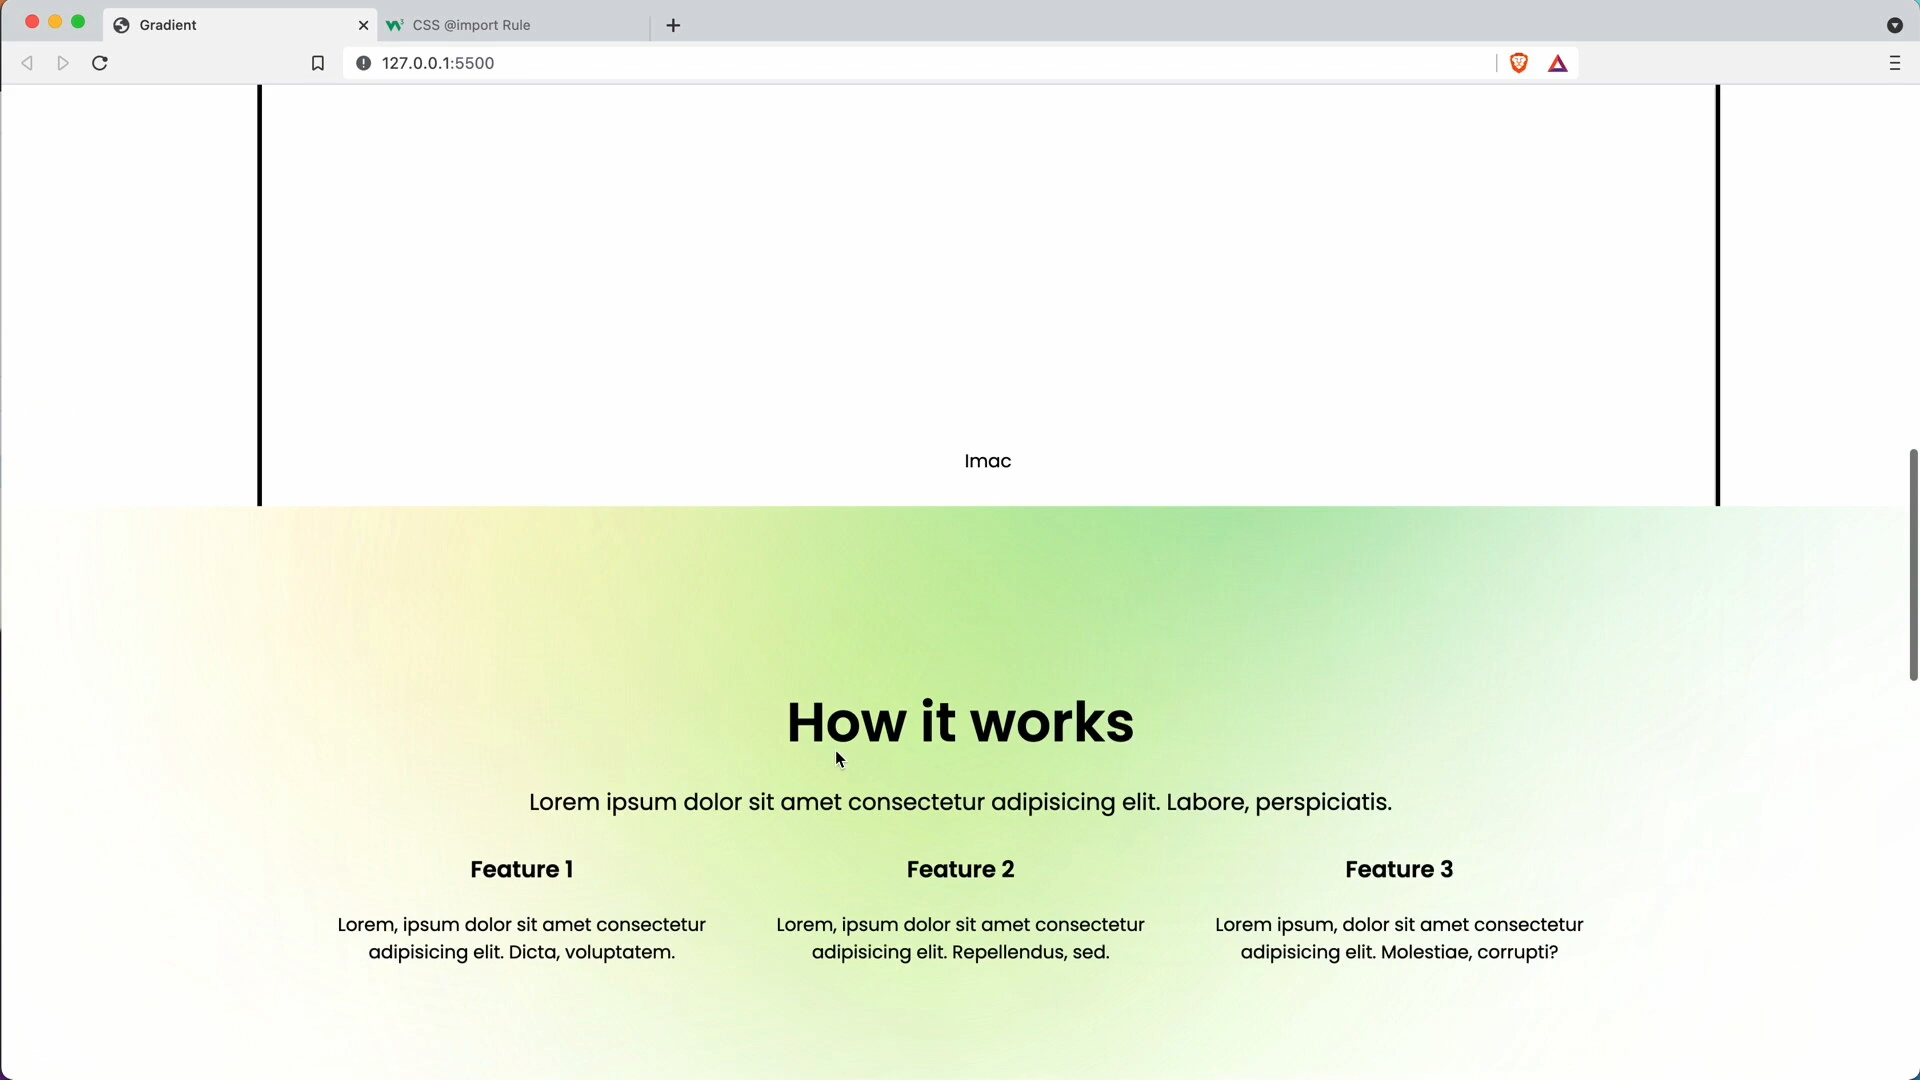 Gradient
CSS @import Rule
127.0.0.1:5500
Imac
How it works
Lorem ipsum dolor sit amet consectetur adipisicing elit. Labore, perspiciatis.
Feature 1
Lorem, ipsum dolor sit amet consectetur
adipisicing elit. Dicta, voluptatem.
Feature 2
Lorem, ipsum dolor sit amet consectetur
adipisicing elit. Repellendus, sed.
Feature 3
Lorem ipsum, dolor sit amet consectetur
adipisicing elit. Molestiae, corrupti?